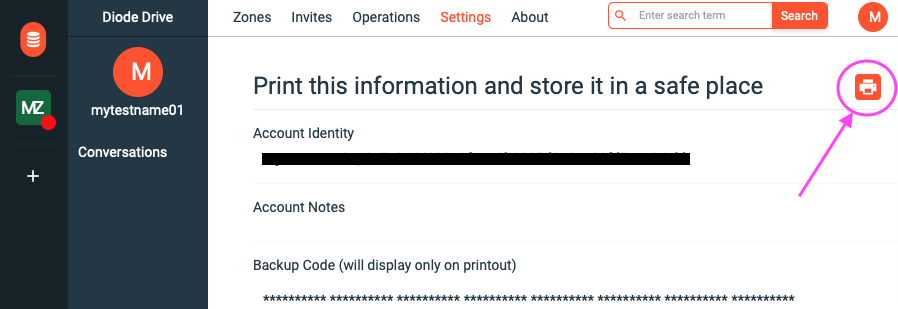 Diode Drive
Zones Invites Operations Settings About
Enter search term Search
M
MZ
M
mytestname01
Conversations
Print this information and store it in a safe place
Account Identity
Account Notes
Backup Code (will display only on printout)
********** ********** ********** ********** ********** ********** ********** **********